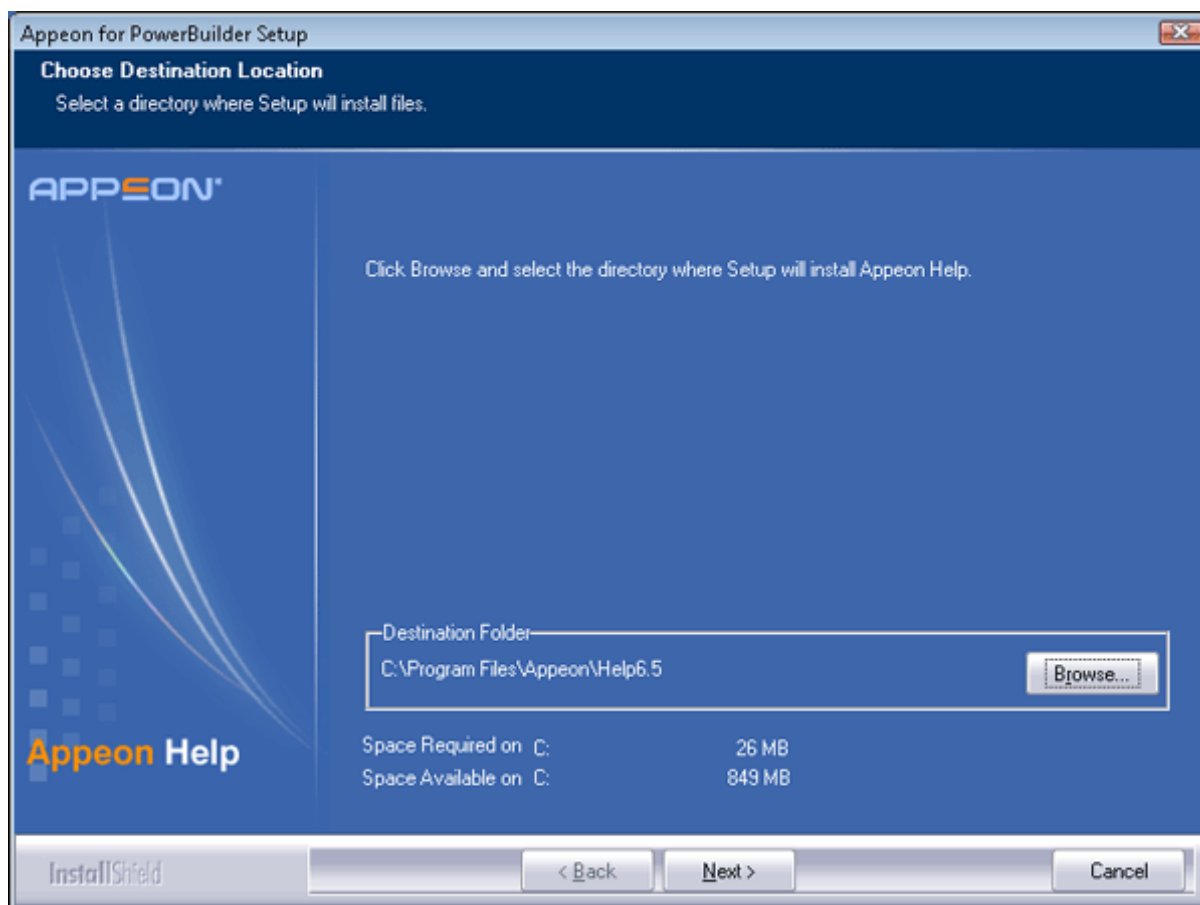 Appeon for PowerBuilder Setup
Choose Destination Location
Select a directory where Setup will install files.
APPEON
Click Browse and select the directory where Setup will install Appeon Help.
Destination Folder
C:\Program Files\Appeon\Help6.5
Browse...
Appeon Help
Space Required on C: 26 MB
Space Available on C: 849 MB
InstallShield
< Back
Next >
Cancel